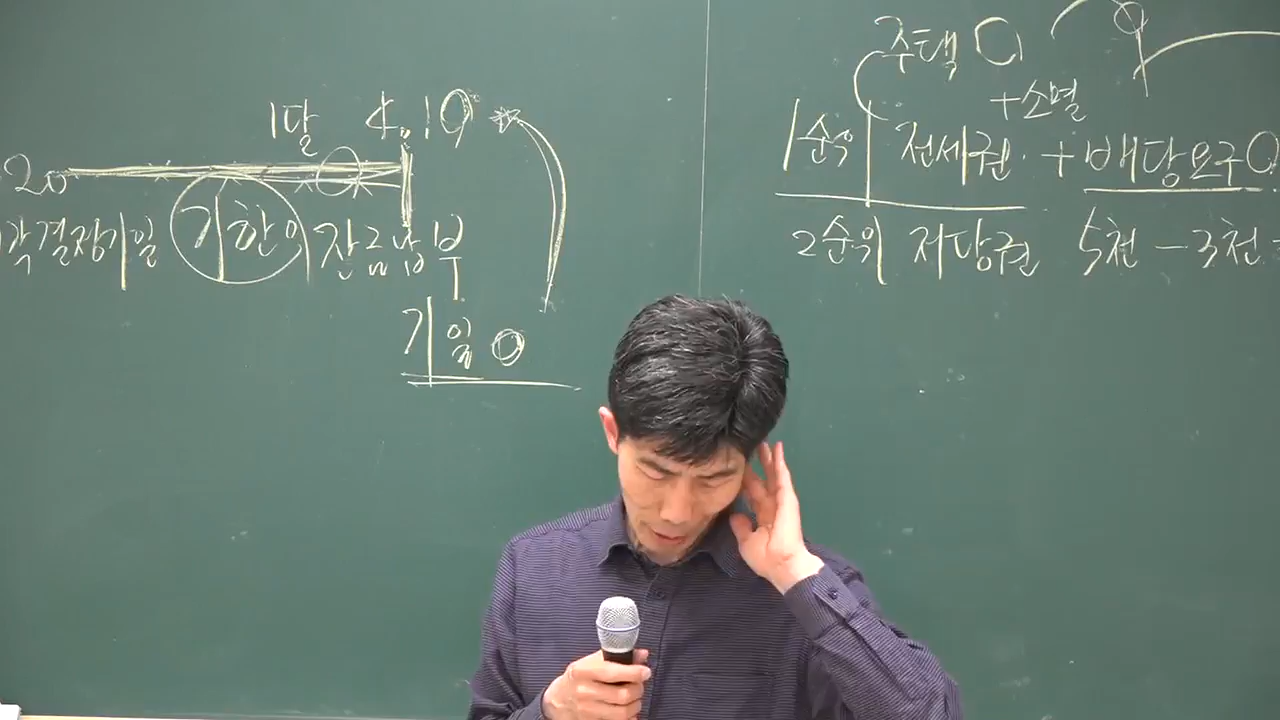 1달 4.10
20
각결정기일 기한의 잔금납부
기일
주택
+소멸
1순위 전세권 +배당요구
2순위 저당권 5천-3천